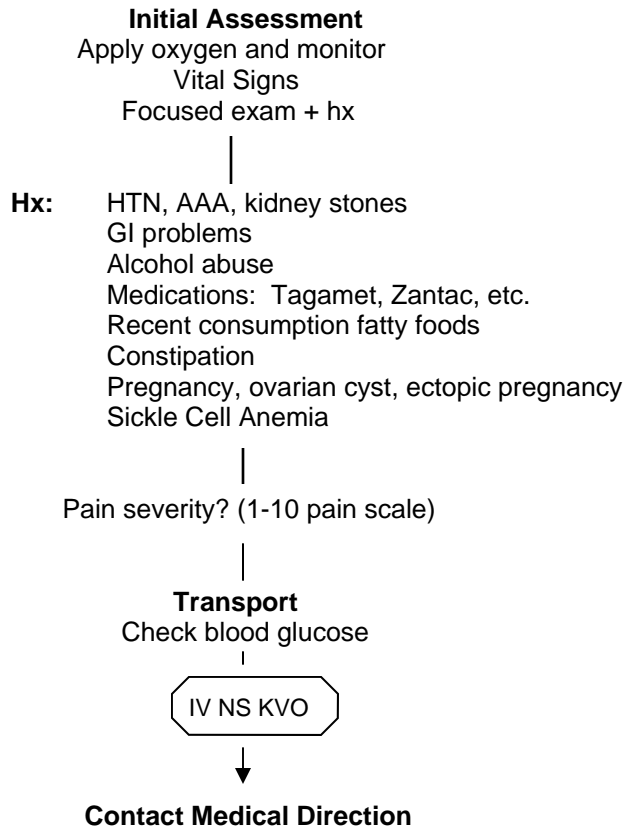 Initial Assessment
Apply oxygen and monitor
Vital Signs
Focused exam + hx
Hx: HTN, AAA, kidney stones
GI problems
Alcohol abuse
Medications: Tagamet, Zantac, etc.
Recent consumption fatty foods
Constipation
Pregnancy, ovarian cyst, ectopic pregnancy
Sickle Cell Anemia
Pain severity? (1-10 pain scale)
Transport
Check blood glucose
IV NS KVO
Contact Medical Direction